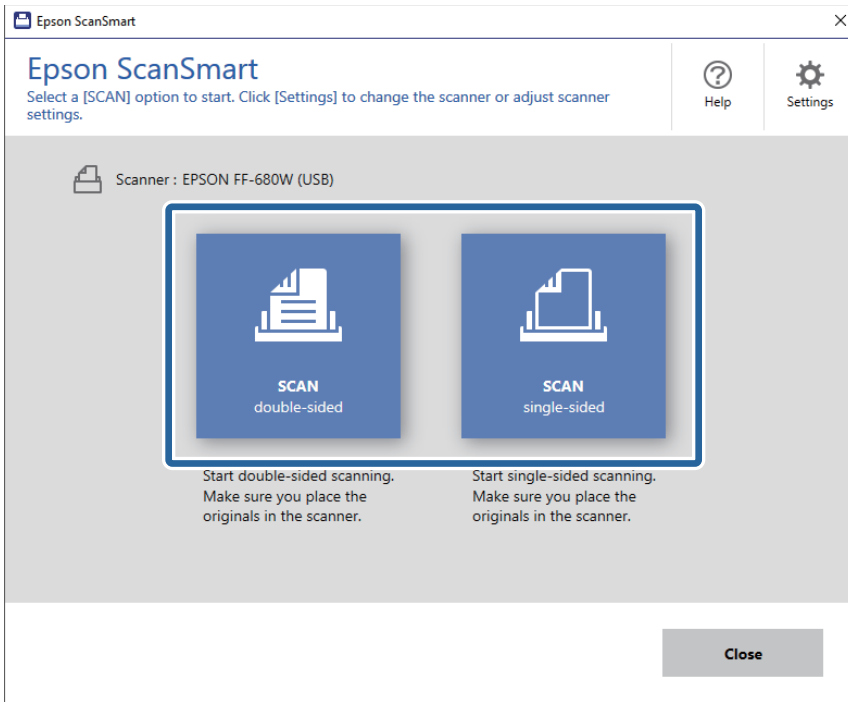 Epson ScanSmart
Epson ScanSmart
Select a [SCAN] option to start. Click [Settings] to change the scanner or adjust scanner
settings.
Help
Settings
Scanner : EPSON FF-680W (USB)
SCAN
double-sided
SCAN
single-sided
Start double-sided scanning.
Make sure you place the
originals in the scanner.
Start single-sided scanning.
Make sure you place the
originals in the scanner.
Close